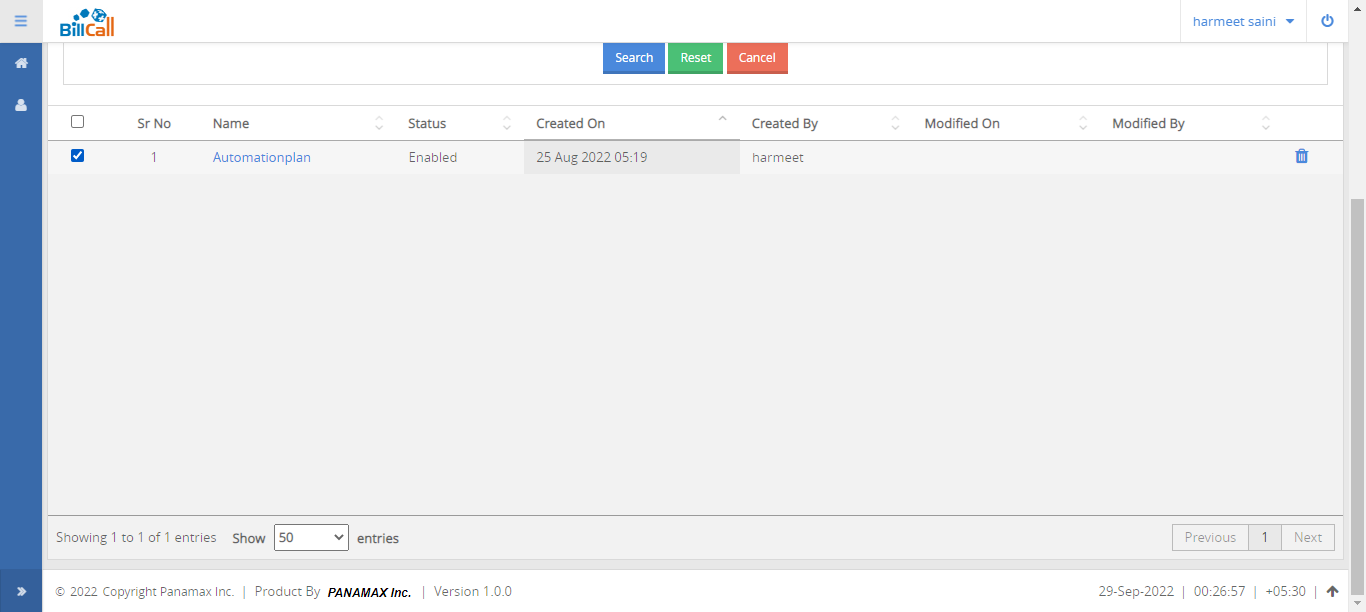 BillCall harmeet saini
Search Reset Cancel
Sr No Name Status Created On Created By Modified On Modified By
1 Automationplan Enabled 25 Aug 2022 05:19 harmeet
Showing 1 to 1 of 1 entries Show 50 entries Previous 1 Next
© 2022 Copyright Panamax Inc. | Product By PANAMAX Inc. | Version 1.0.0 29-Sep-2022 | 00:26:57 | +05:30 |